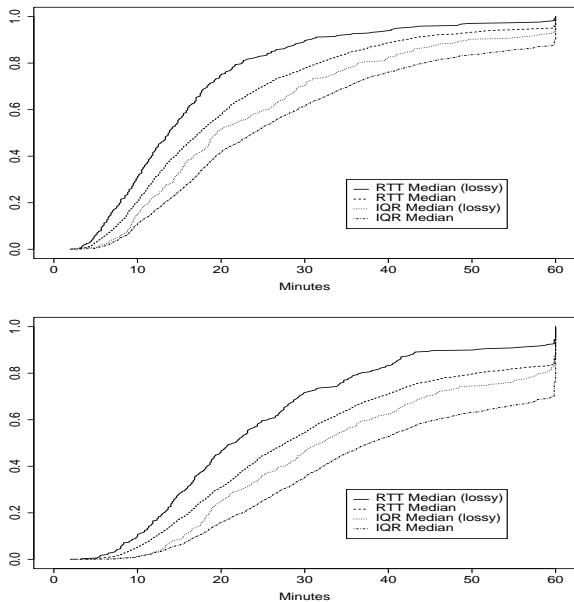 1.0
0.8
0.6
0.4
0.2
0.0
RTT Median (lossy)
RTT Median
IQR Median (lossy)
IQR Median
0 10 20 30 40 50 60
Minutes
1.0
0.8
0.6
0.4
0.2
0.0
RTT Median (lossy)
RTT Median
IQR Median (lossy)
IQR Median
0 10 20 30 40 50 60
Minutes